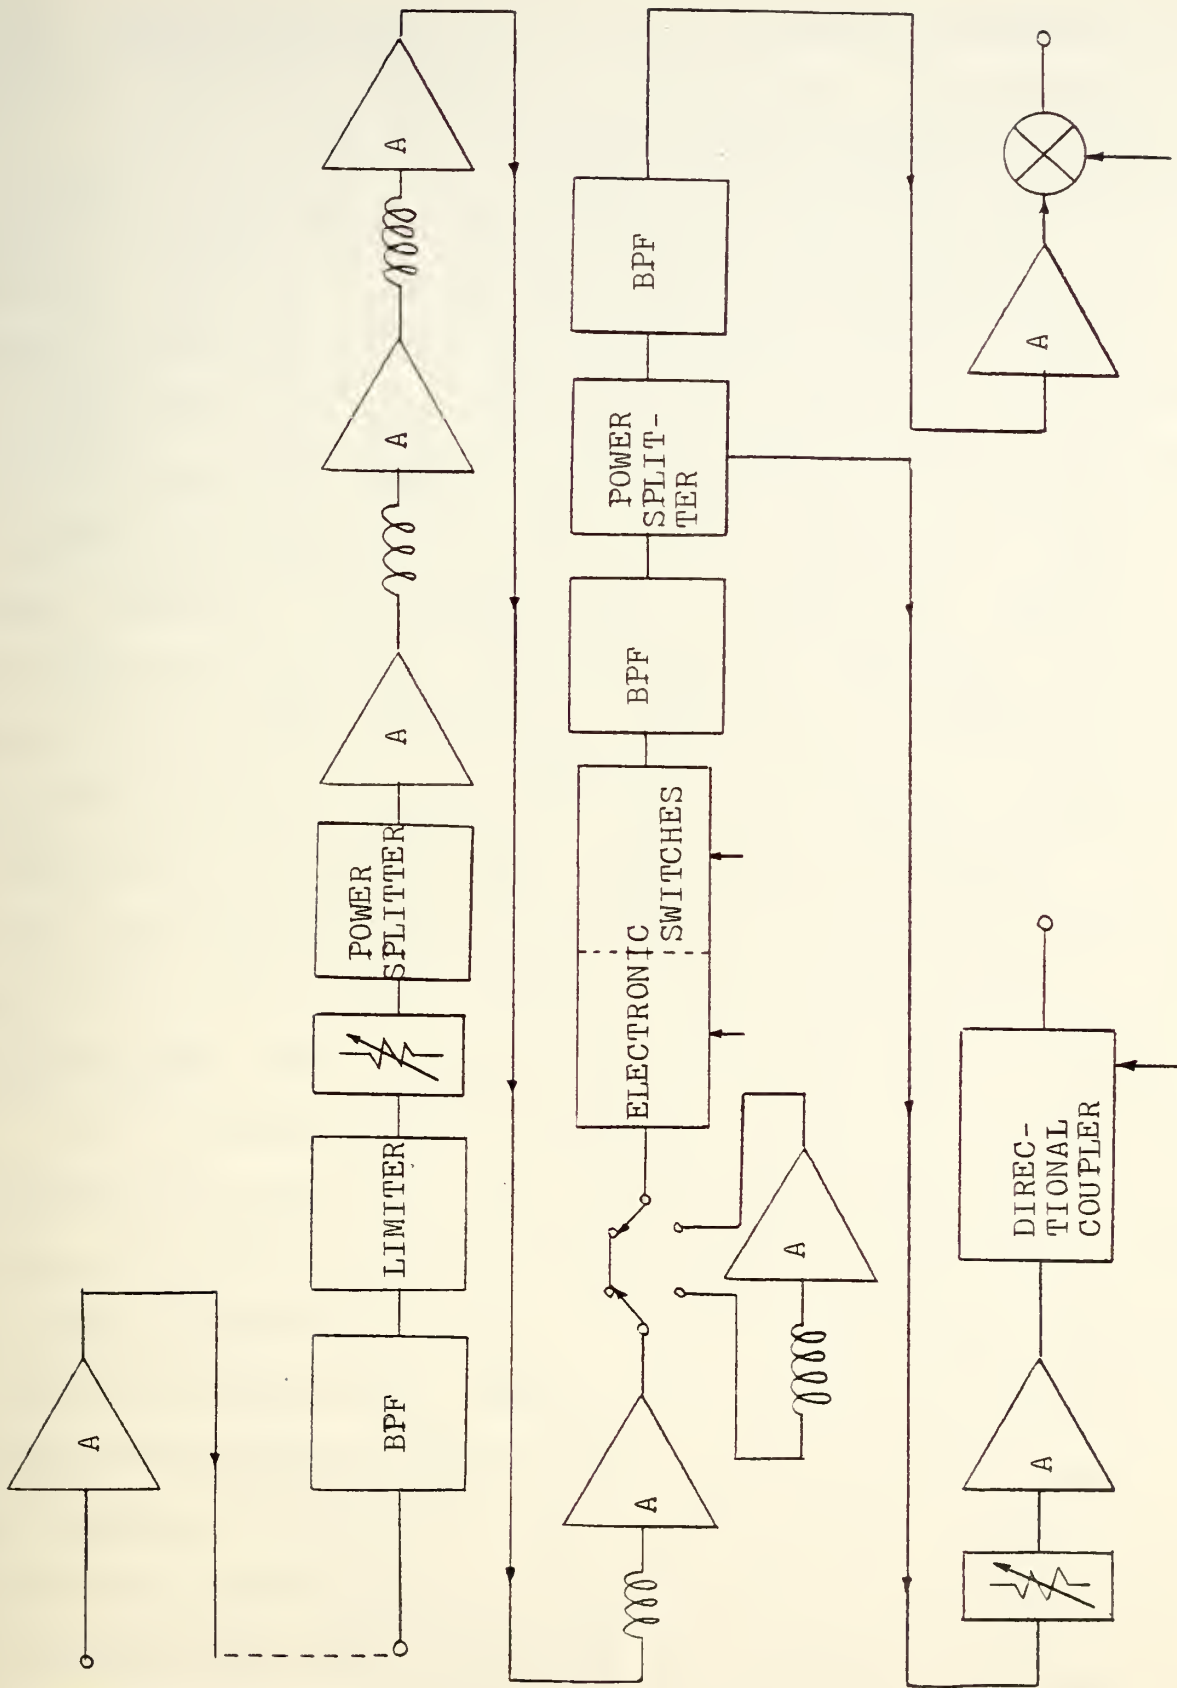 A
BPF
LIMITER
POWER
SPLITTER
A
A
A
A
ELECTRONIC
SWITCHES
BPF
POWER
SPLIT-
TER
BPF
A
A
DIREC-
TIONAL
COUPLER
A